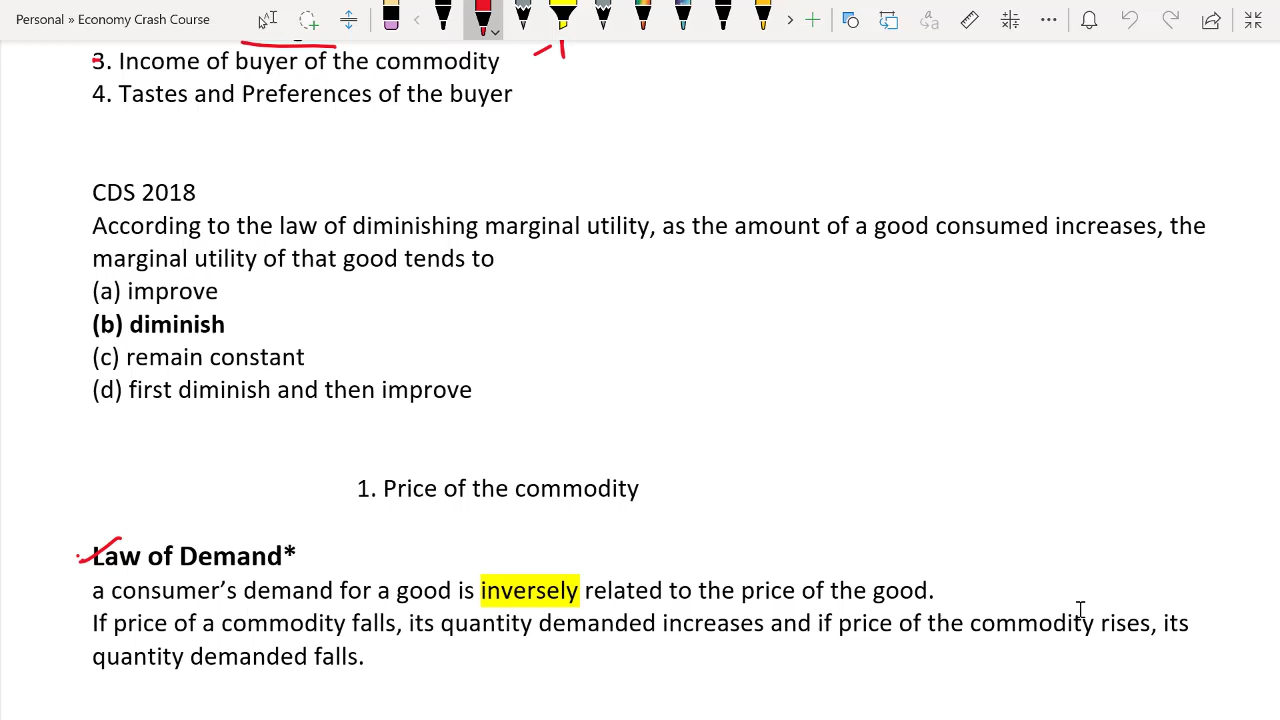 Personal » Economy Crash Course
3. Income of buyer of the commodity
4. Tastes and Preferences of the buyer
CDS 2018
According to the law of diminishing marginal utility, as the amount of a good consumed increases, the
marginal utility of that good tends to
(a) improve
(b) diminish
(c) remain constant
(d) first diminish and then improve
1. Price of the commodity
Law of Demand*
a consumer’s demand for a good is inversely related to the price of the good.
If price of a commodity falls, its quantity demanded increases and if price of the commodity rises, its
quantity demanded falls.